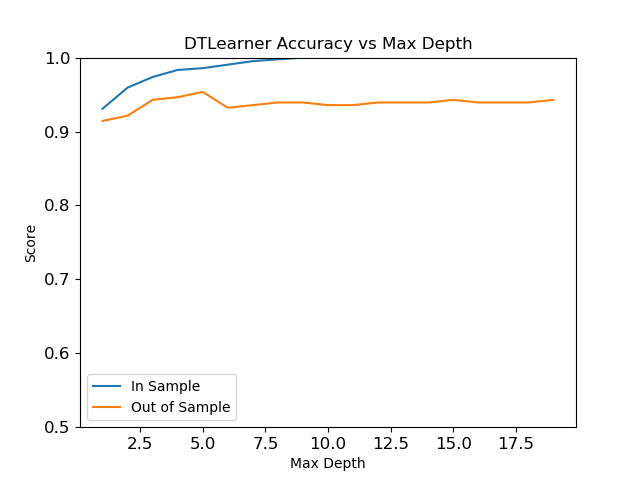 DTLearner Accuracy vs Max Depth
1.0
0.9
0.8
0.7
0.6
0.5
Score
In Sample
Out of Sample
2.5 5.0 7.5 10.0 12.5 15.0 17.5
Max Depth